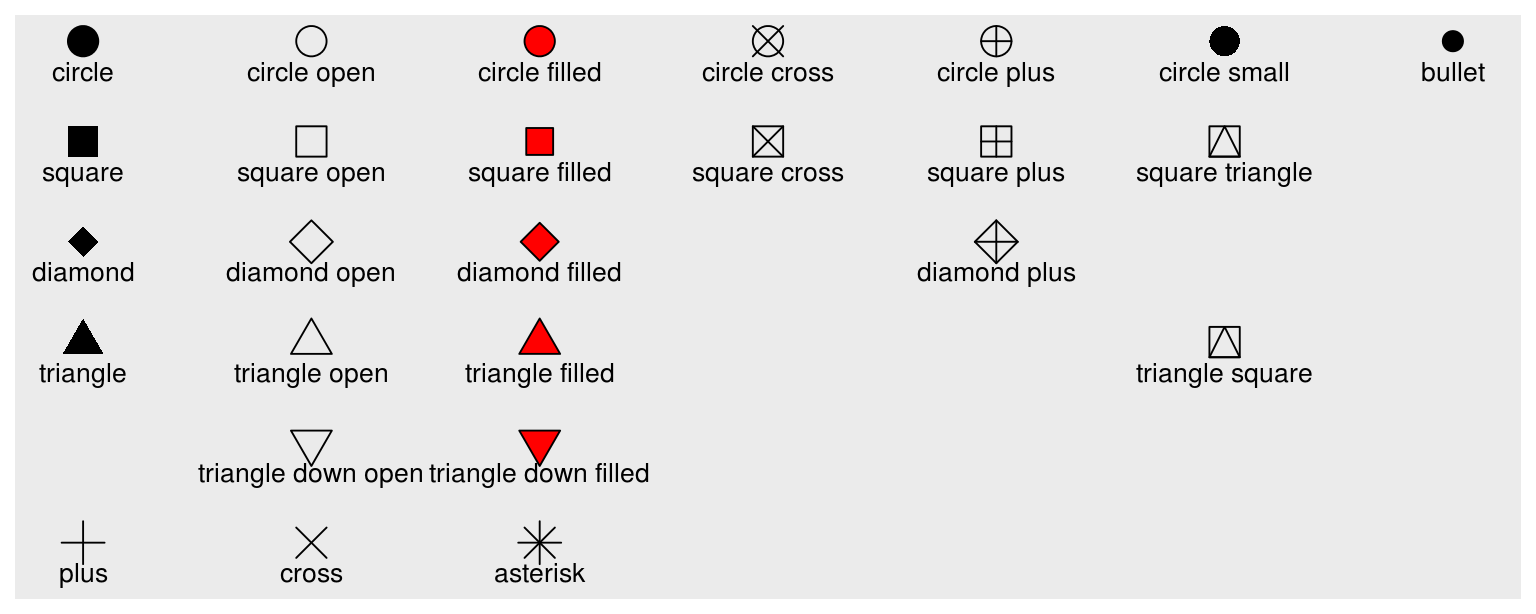 circle circle open circle filled circle cross circle plus circle small bullet
square square open square filled square cross square plus square triangle
diamond diamond open diamond filled diamond plus
triangle triangle open triangle filled triangle square
triangle down open triangle down filled
plus cross asterisk